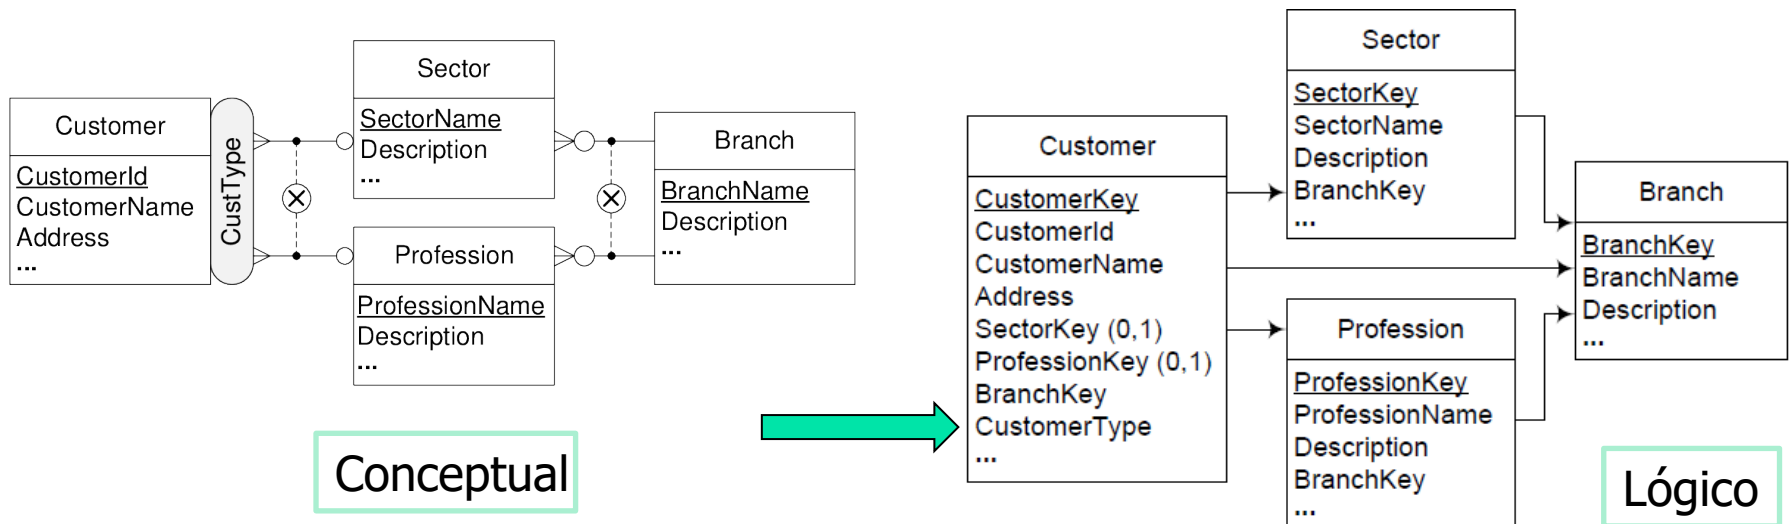 Customer
CustomerId
CustomerName
Address
...
CustType
Sector
SectorName
Description
...
Profession
ProfessionName
Description
...
Branch
BranchName
Description
...
Conceptual
Customer
CustomerKey
CustomerId
CustomerName
Address
SectorKey (0,1)
ProfessionKey (0,1)
BranchKey
CustomerType
...
Sector
SectorKey
SectorName
Description
BranchKey
...
Profession
ProfessionKey
ProfessionName
Description
BranchKey
...
Branch
BranchKey
BranchName
Description
...
Lógico